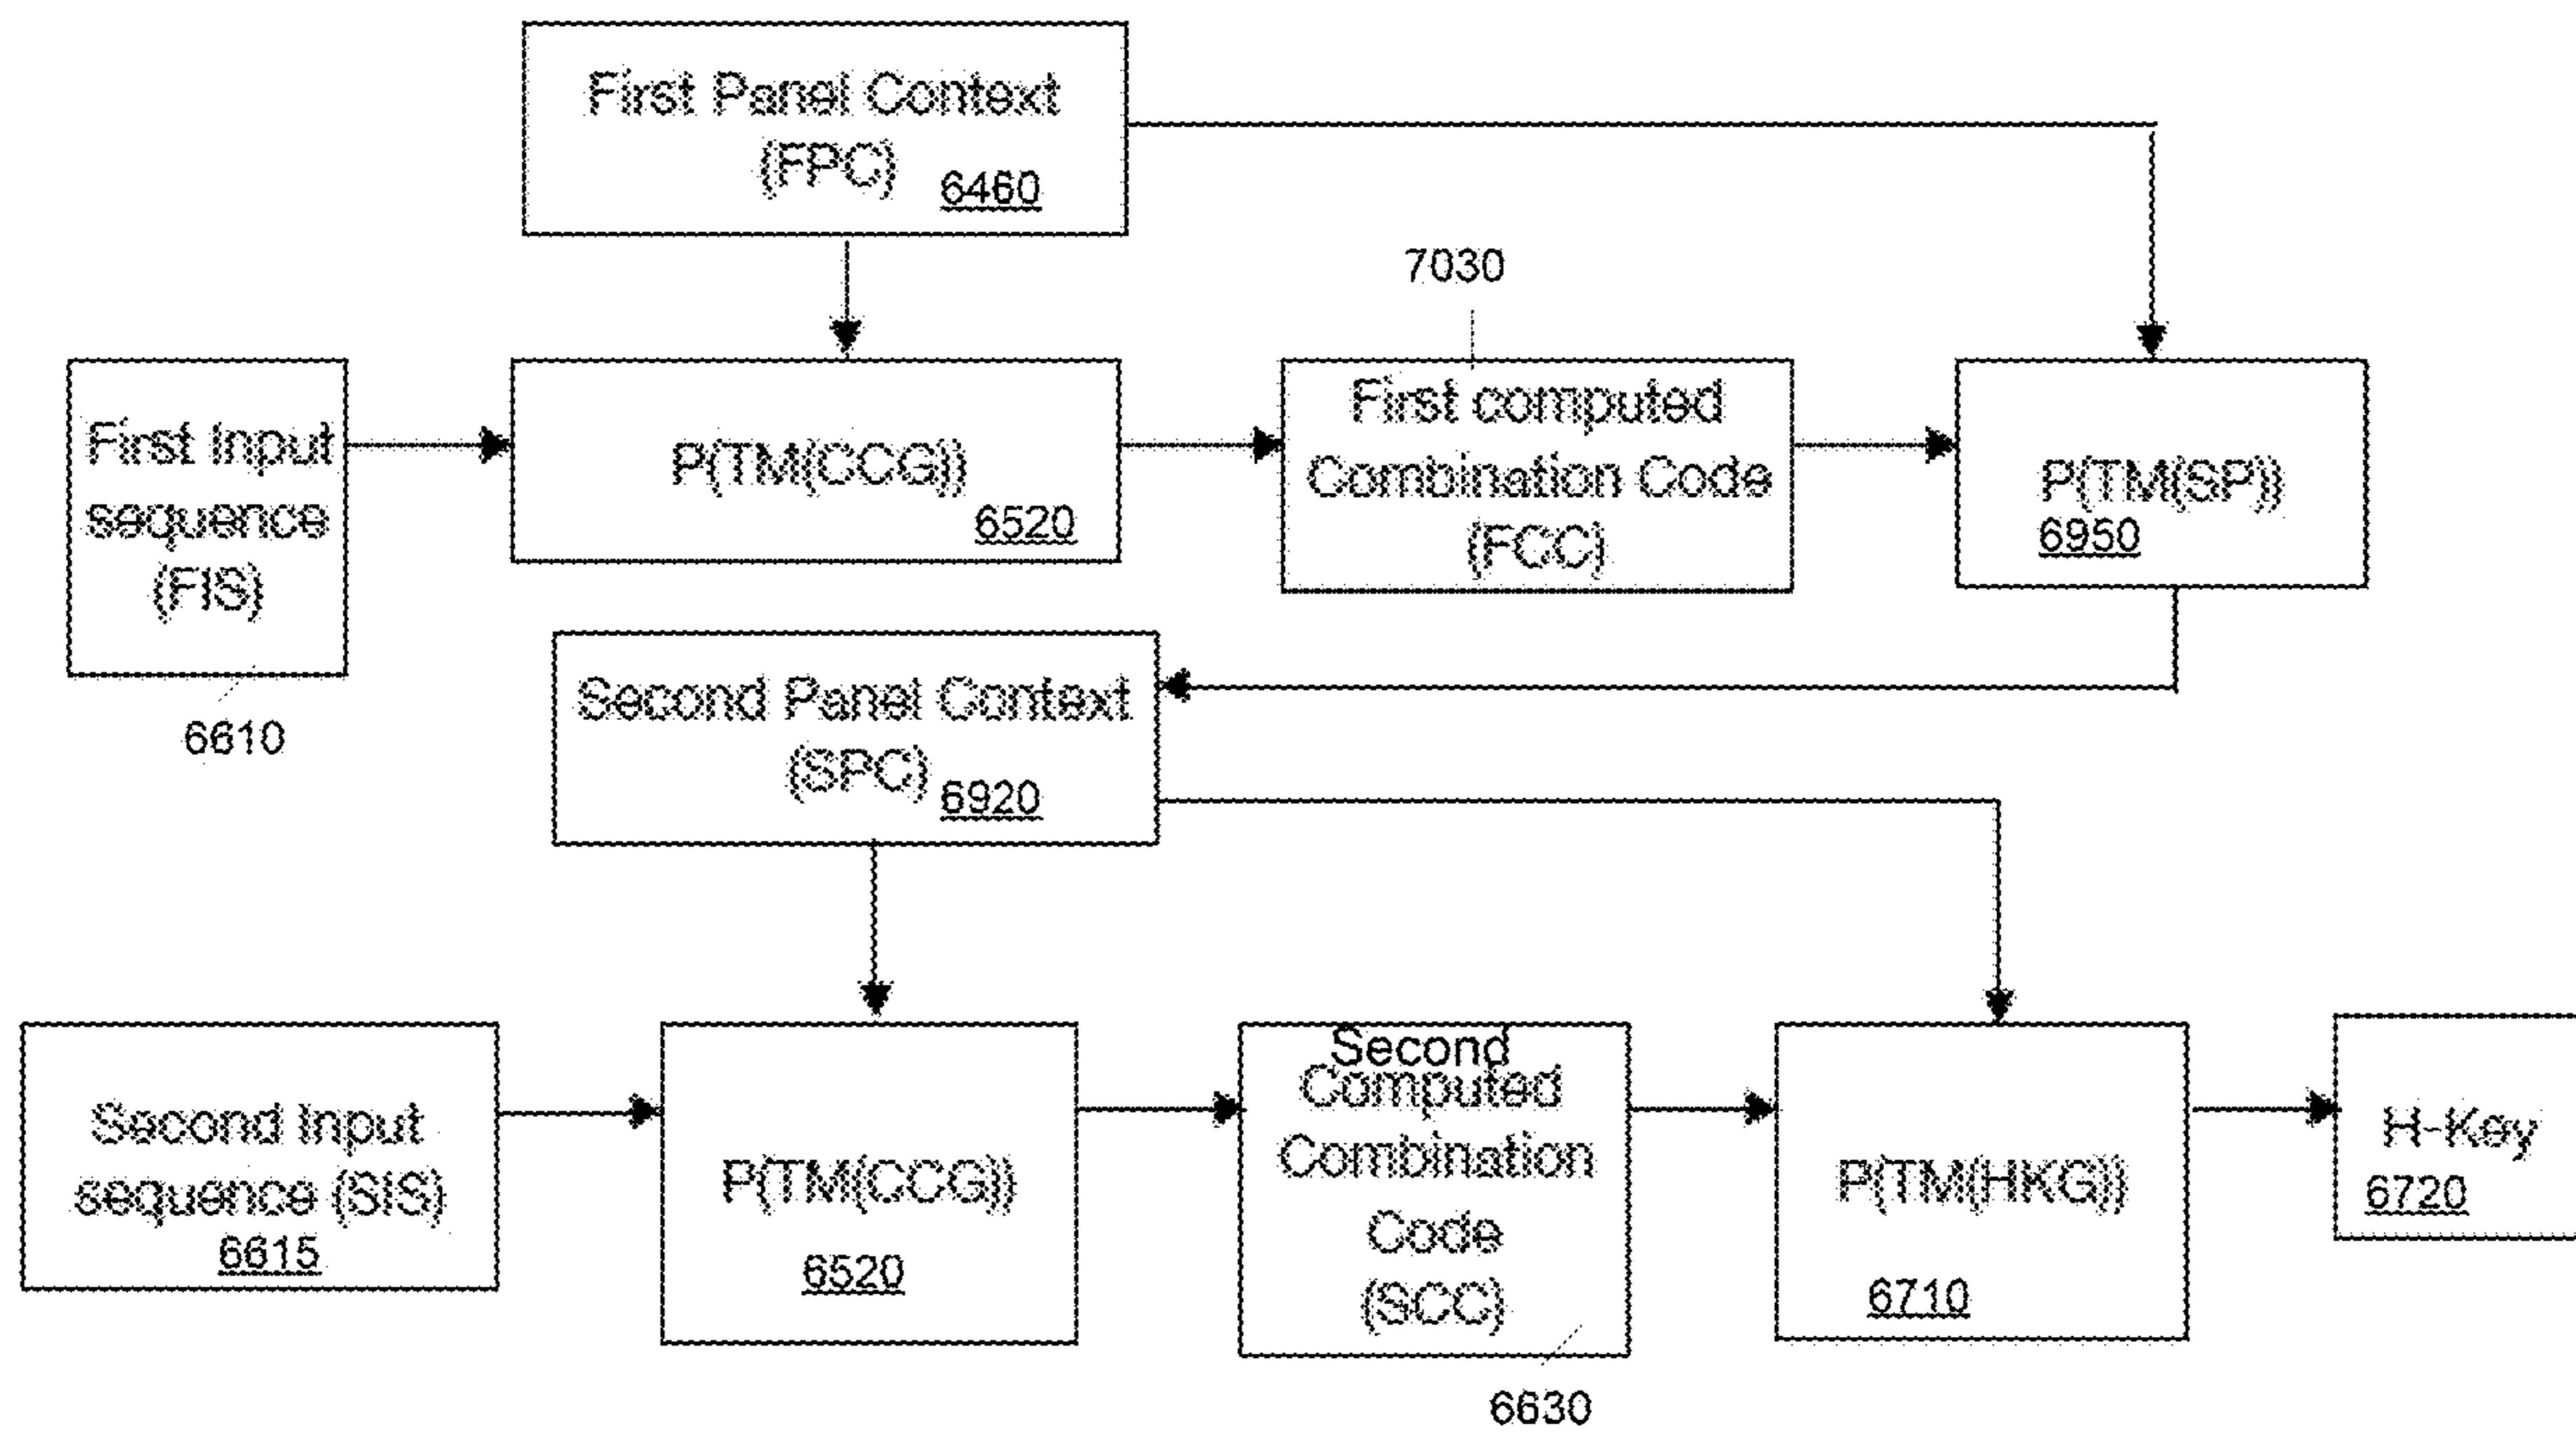 First Panel Context
(FPC)
6460
7030
First Input
sequence
(FIS)
6610
P(TM(CCG))
6520
First computed
Combination Code
(FCC)
P(TM(SP))
6950
Second Panel Context
(SPC)
6920
Second Input
sequence (SIS)
6615
P(TM(CCG))
6520
Second
Computed
Combination
Code
(SCC)
6630
P(TM(HKG))
6710
H-Key
6720